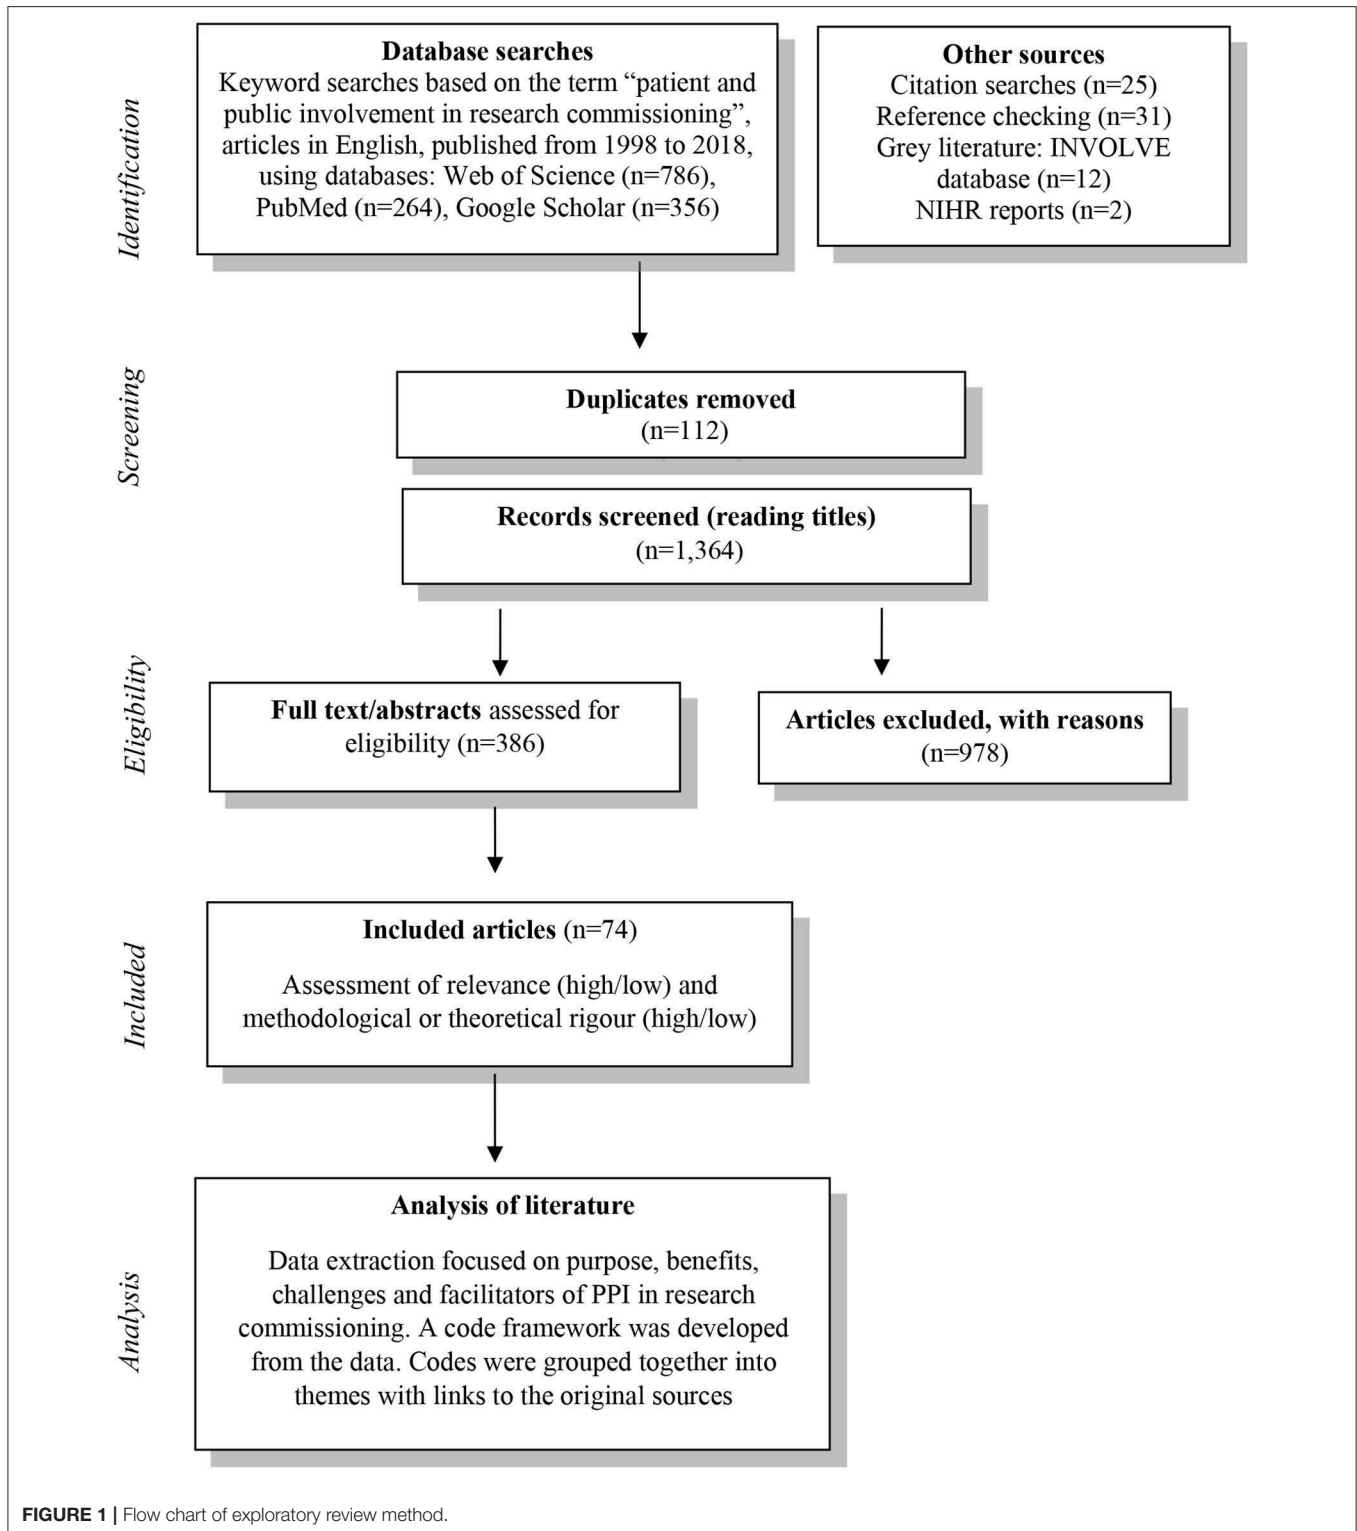 Identification
Database searches
Keyword searches based on the term “patient and
public involvement in research commissioning”,
articles in English, published from 1998 to 2018,
using databases: Web of Science (n=786),
PubMed (n=264), Google Scholar (n=356)
Other sources
Citation searches (n=25)
Reference checking (n=31)
Grey literature: INVOLVE
database (n=12)
NIHR reports (n=2)
Screening
Duplicates removed
(n=112)
Records screened (reading titles)
(n=1,364)
Eligibility
Full text/abstracts assessed for
eligibility (n=386)
Articles excluded, with reasons
(n=978)
Included
Included articles (n=74)
Assessment of relevance (high/low) and
methodological or theoretical rigour (high/low)
Analysis
Analysis of literature
Data extraction focused on purpose, benefits,
challenges and facilitators of PPI in research
commissioning. A code framework was developed
from the data. Codes were grouped together into
themes with links to the original sources
FIGURE 1 | Flow chart of exploratory review method.